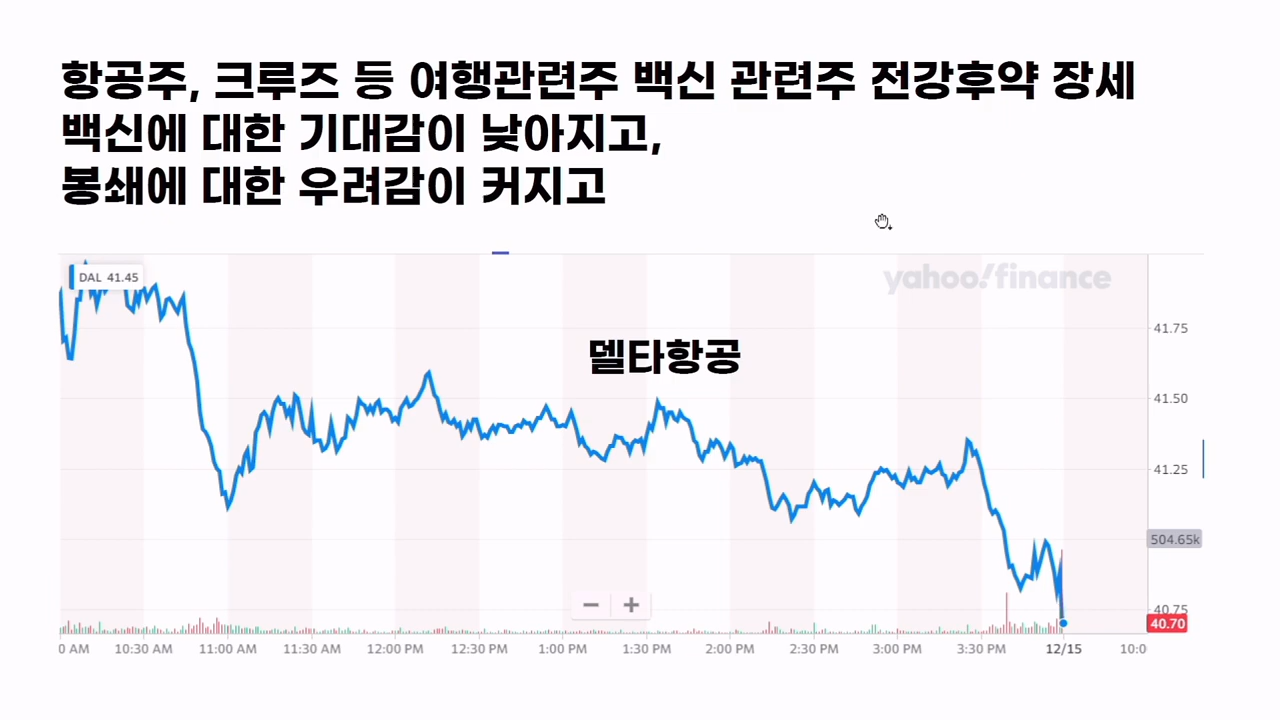 항공주, 크루즈 등 여행관련주 백신 관련주 전강후약 장세
백신에 대한 기대감이 낮아지고,
봉쇄에 대한 우려감이 커지고
DAL 41.45
yahoo!finance
델타항공
41.75
41.50
41.25
504.65k
40.75
40.70
0 AM 10:30 AM 11:00 AM 11:30 AM 12:00 PM 12:30 PM 1:00 PM 1:30 PM 2:00 PM 2:30 PM 3:00 PM 3:30 PM 12/15 10:0